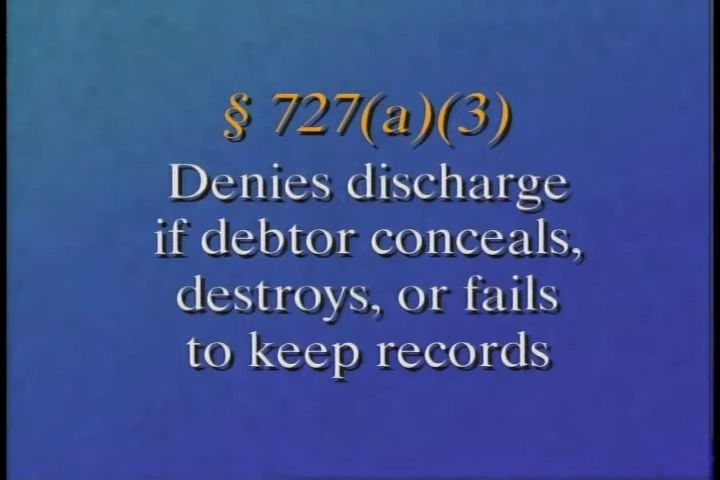 § 727(a)(3)
Denies discharge
if debtor conceals,
destroys, or fails
to keep records